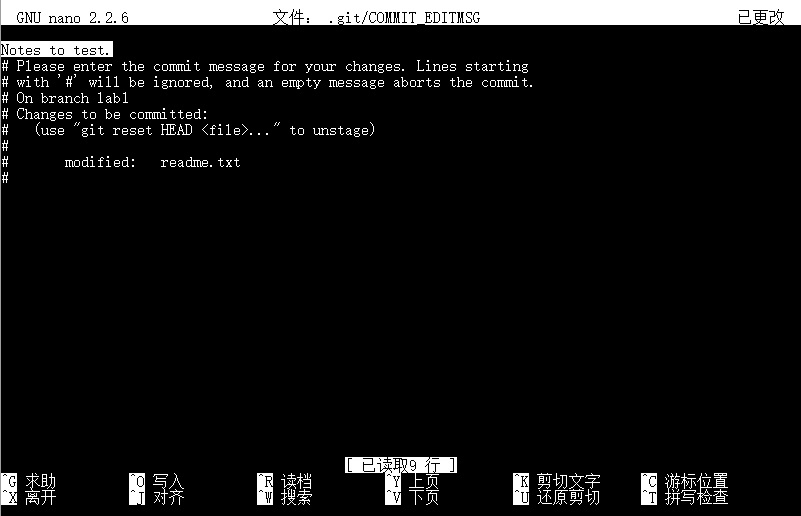 GNU nano 2.2.6 文件： .git/COMMIT_EDITMSG 已更改
Notes to test.
# Please enter the commit message for your changes. Lines starting
# with '#' will be ignored, and an empty message aborts the commit.
# On branch lab1
# Changes to be committed:
#   (use "git reset HEAD <file>..." to unstage)
#
#       modified:   readme.txt
#
[ 已读取9 行 ]
^G 求助 ^O 写入 ^R 读档 ^Y 上页 ^K 剪切文字 ^C 游标位置
^X 离开 ^J 对齐 ^W 搜索 ^V 下页 ^U 还原剪切 ^T 拼写检查